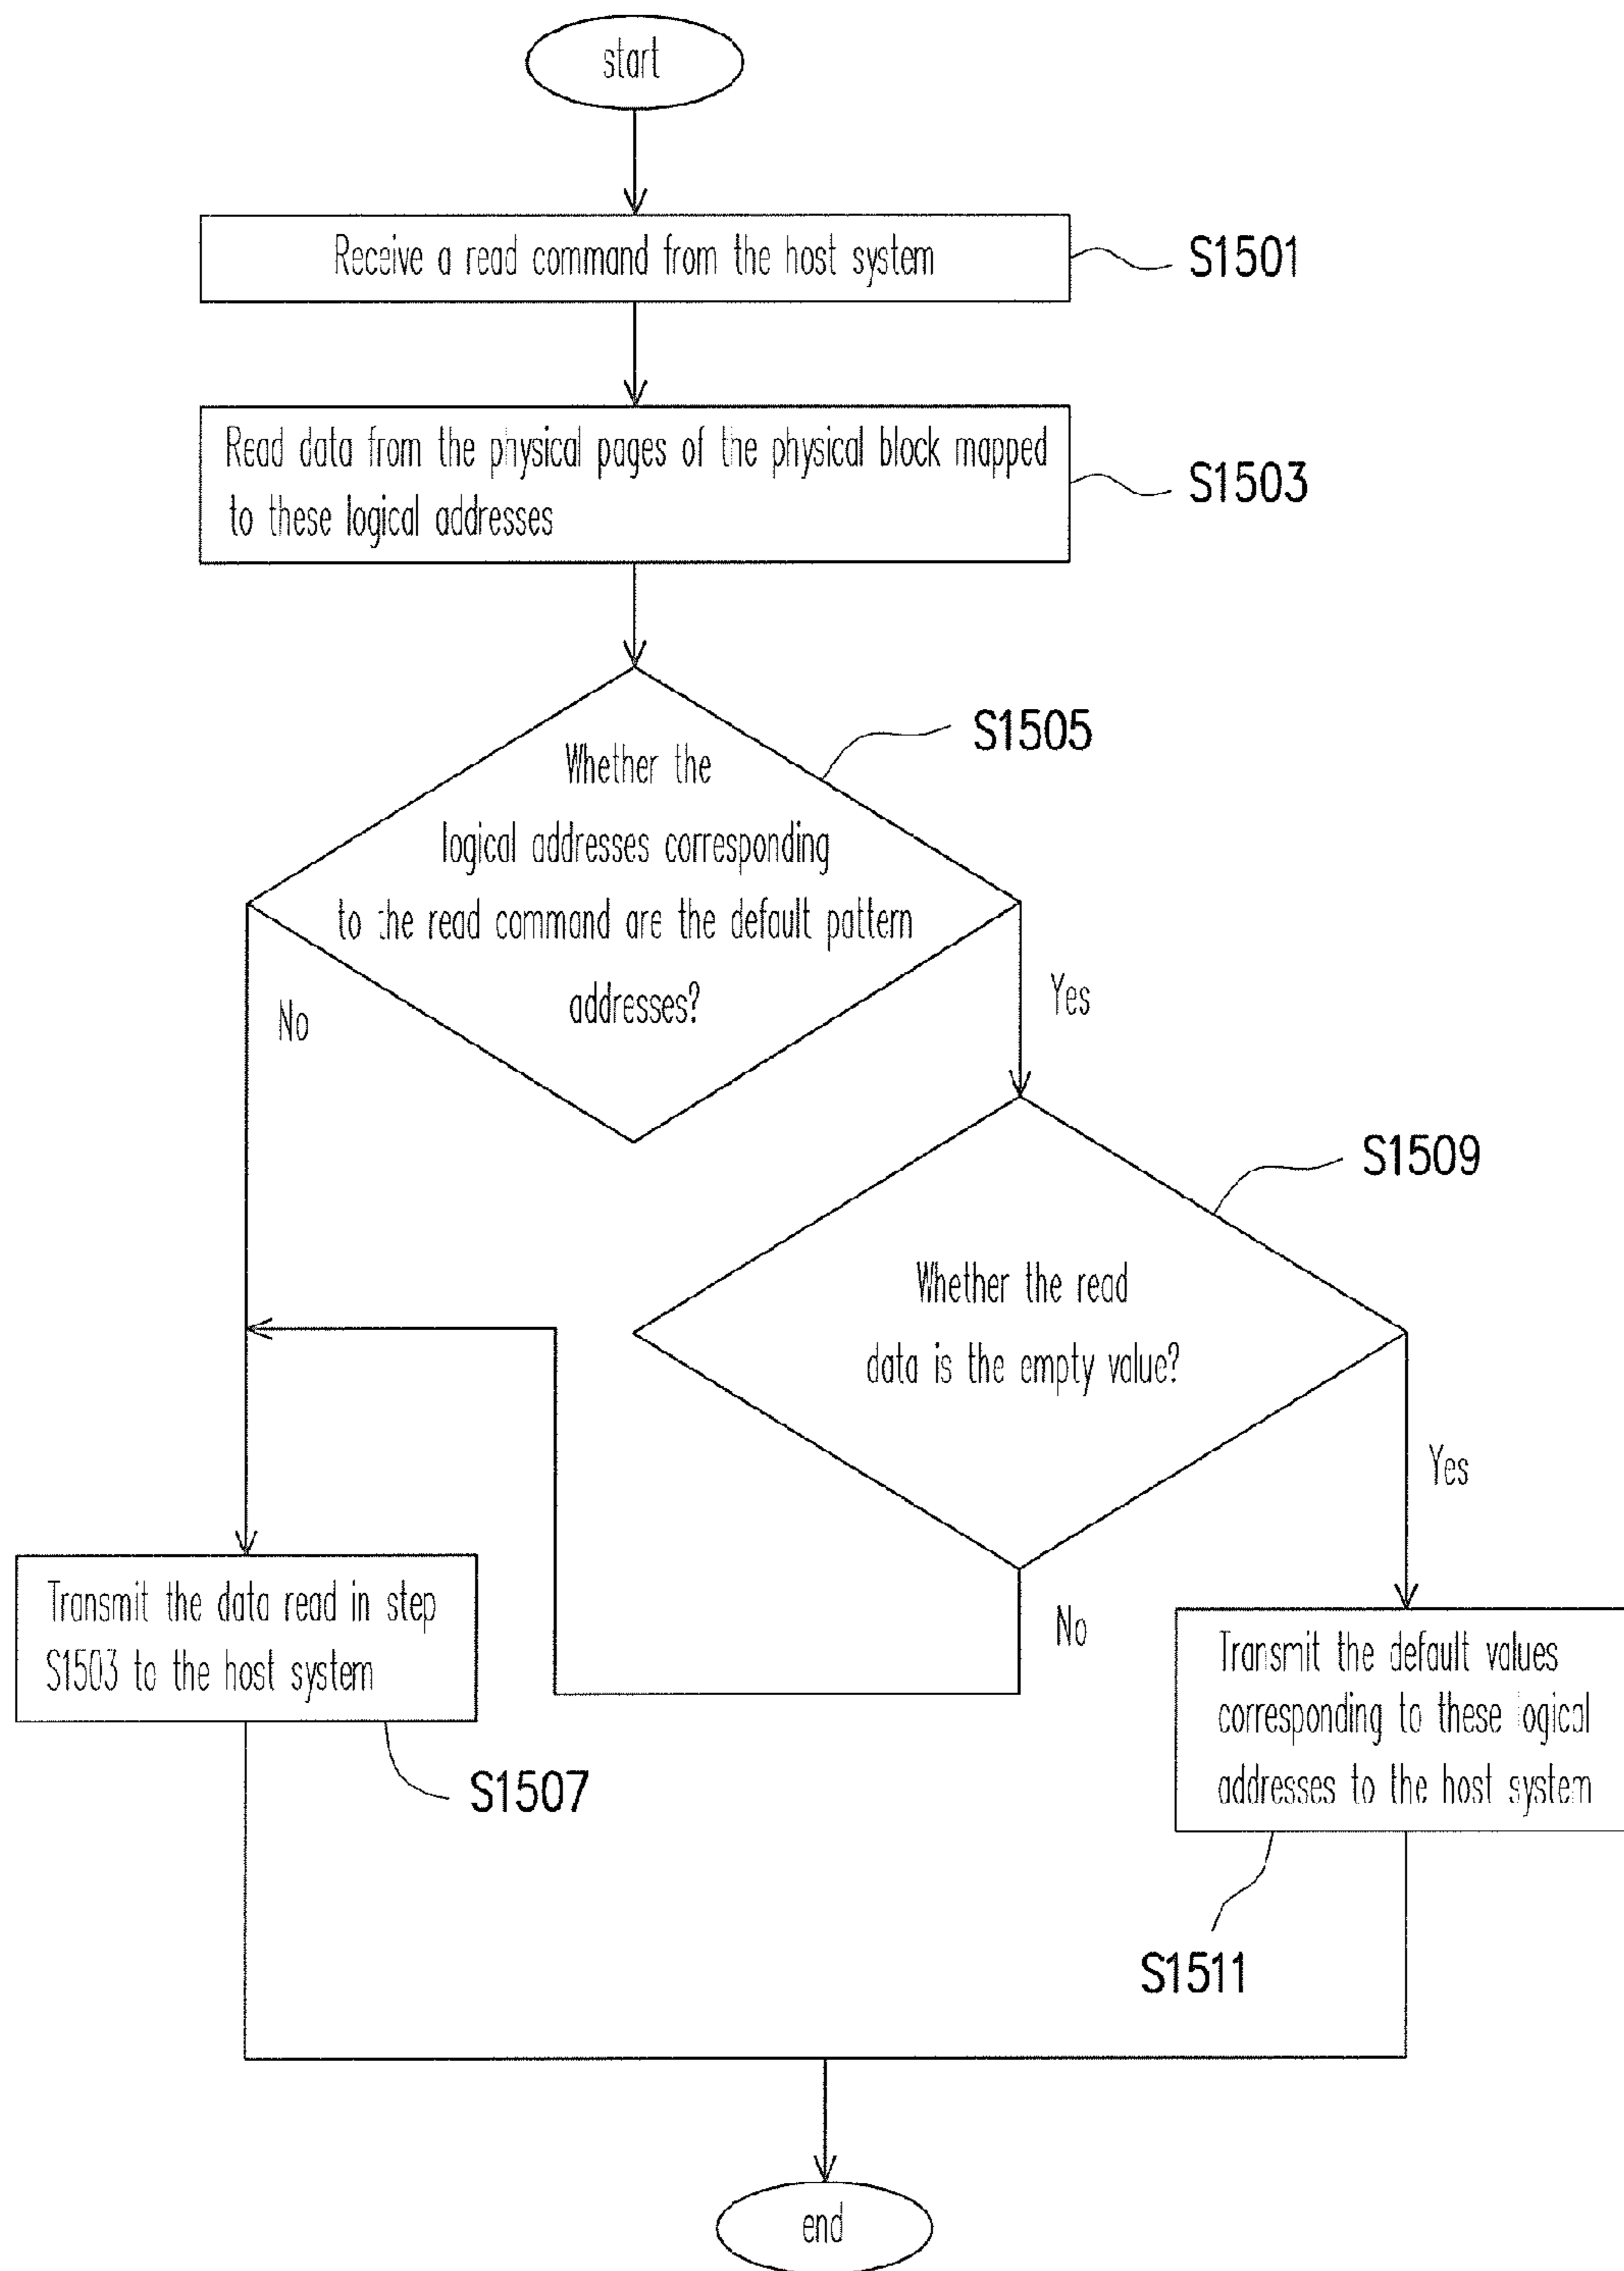 start
Receive a read command from the host system
S1501
Read data from the physical pages of the physical block mapped
to these logical addresses
S1503
Whether the
logical addresses corresponding
to the read command are the default pattern
addresses?
S1505
No
Yes
Whether the read
data is the empty value?
S1509
Yes
No
Transmit the data read in step
S1503 to the host system
S1507
Transmit the default values
corresponding to these logical
addresses to the host system
S1511
end